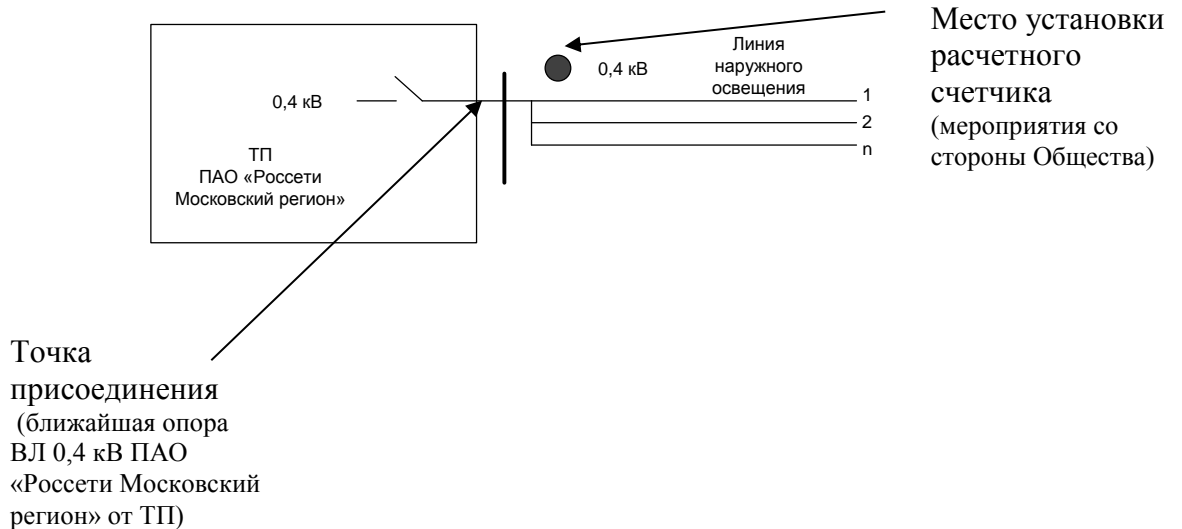 Место установки
расчетного
счетчика
(мероприятия со
стороны Общества)
Линия
наружного
освещения
0,4 кВ
0,4 кВ
1
2
n
ТП
ПАО «Россети
Московский регион»
Точка
присоединения
(ближайшая опора
ВЛ 0,4 кВ ПАО
«Россети Московский
регион» от ТП)